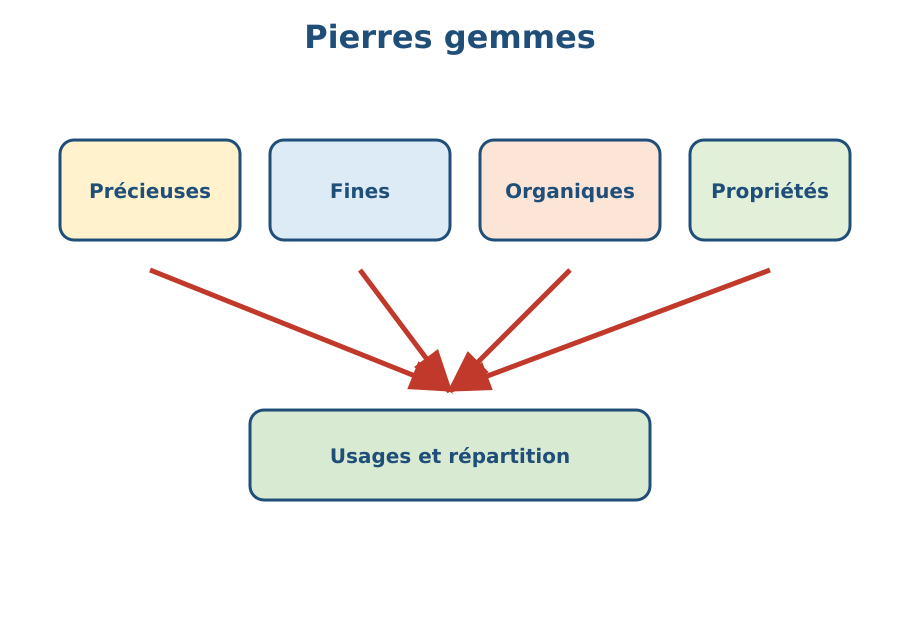 Pierres gemmes
Précieuses
Fines
Organiques
Propriétés
Usages et répartition